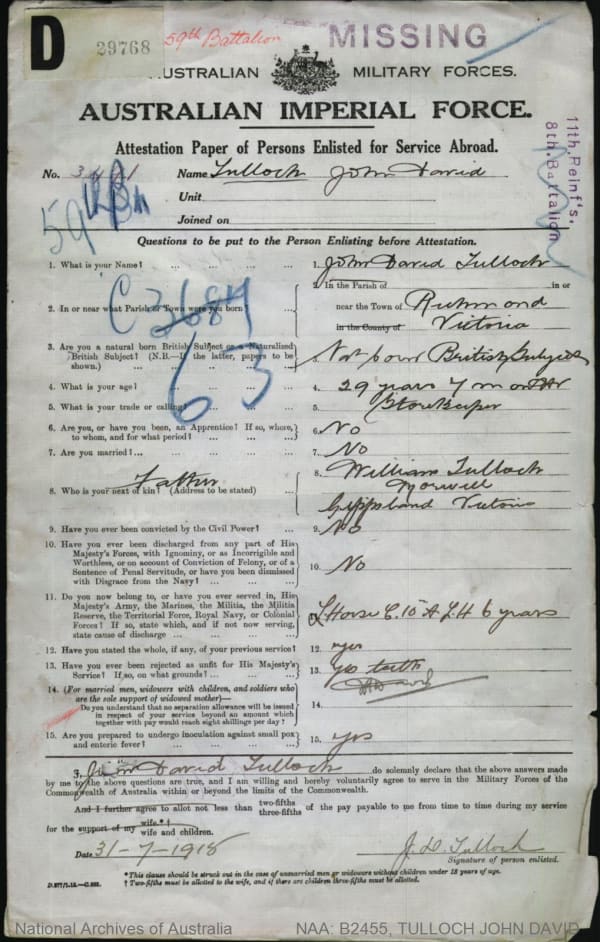 D 29768 59th Battalion MISSING
AUSTRALIAN MILITARY FORCES.
AUSTRALIAN IMPERIAL FORCE.
Attestation Paper of Persons Enlisted for Service Abroad.
11th Reinf's,
8th Battalion
No. Name Tulloch John David
59th Bn
Unit
Joined on
Questions to be put to the Person Enlisting before Attestation.
1. What is your Name? ... ... ... 1. John David Tulloch
2. In or near what Parish or Town were you born? 2. In the Parish of in or
near the Town of Richmond
in the County of Victoria
63
3. Are you a natural born British Subject or a Naturalized
British Subject? (N.B.—If the latter, papers to be
shown.) Nat born British Subject
4. What is your age? 4. 29 years 7 months
5. What is your trade or calling? 5. Storekeeper
6. Are you, or have you been, an Apprentice? If so, where,
to whom, and for what period? 6. No
7. Are you married? 7. No
Father
8. Who is your next of kin? (Address to be stated) 8. William Tulloch
Morwell
Gippsland Victoria
9. Have you ever been convicted by the Civil Power? 9. No
10. Have you ever been discharged from any part of His
Majesty's Forces, with Ignominy, or as Incorrigible and
Worthless, or on account of Conviction of Felony, or of a
Sentence of Penal Servitude, or have you been dismissed
with Disgrace from the Navy? 10. No
11. Do you now belong to, or have you ever served in, His
Majesty's Army, the Marines, the Militia, the Militia
Reserve, the Territorial Force, Royal Navy, or Colonial
Forces? If so, state which, and if not now serving,
state cause of discharge L Horse C. 10 A L H 6 years
12. Have you stated the whole, if any, of your previous service? 12. yes
13. Have you ever been rejected as unfit for His Majesty's
Service? If so, on what grounds? 13. yes teeth
14. (For married men, widowers with children, and soldiers who
are the sole support of widowed mother)—
Do you understand that no separation allowance will be issued
in respect of your service beyond an amount which
together with pay would reach eight shillings per day? 14.
15. Are you prepared to undergo inoculation against small pox
and enteric fever? 15. yes
I, John David Tulloch do solemnly declare that the above answers made
by me to the above questions are true, and I am willing and hereby voluntarily agree to serve in the Military Forces of the
Commonwealth of Australia within or beyond the limits of the Commonwealth.
And I further agree to allot not less than two-fifths three-fifths of the pay payable to me from time to time during my service
for the support of my wife.*† wife and children.
Date 31-7-1915 J. D. Tulloch
Signature of person enlisted.
*This clause should be struck out in the case of unmarried men or widowers without children under 18 years of age.
† Two-fifths must be allotted to the wife, and if there are children three-fifths must be allotted.
National Archives of Australia NAA: B2455, TULLOCH JOHN DAVID